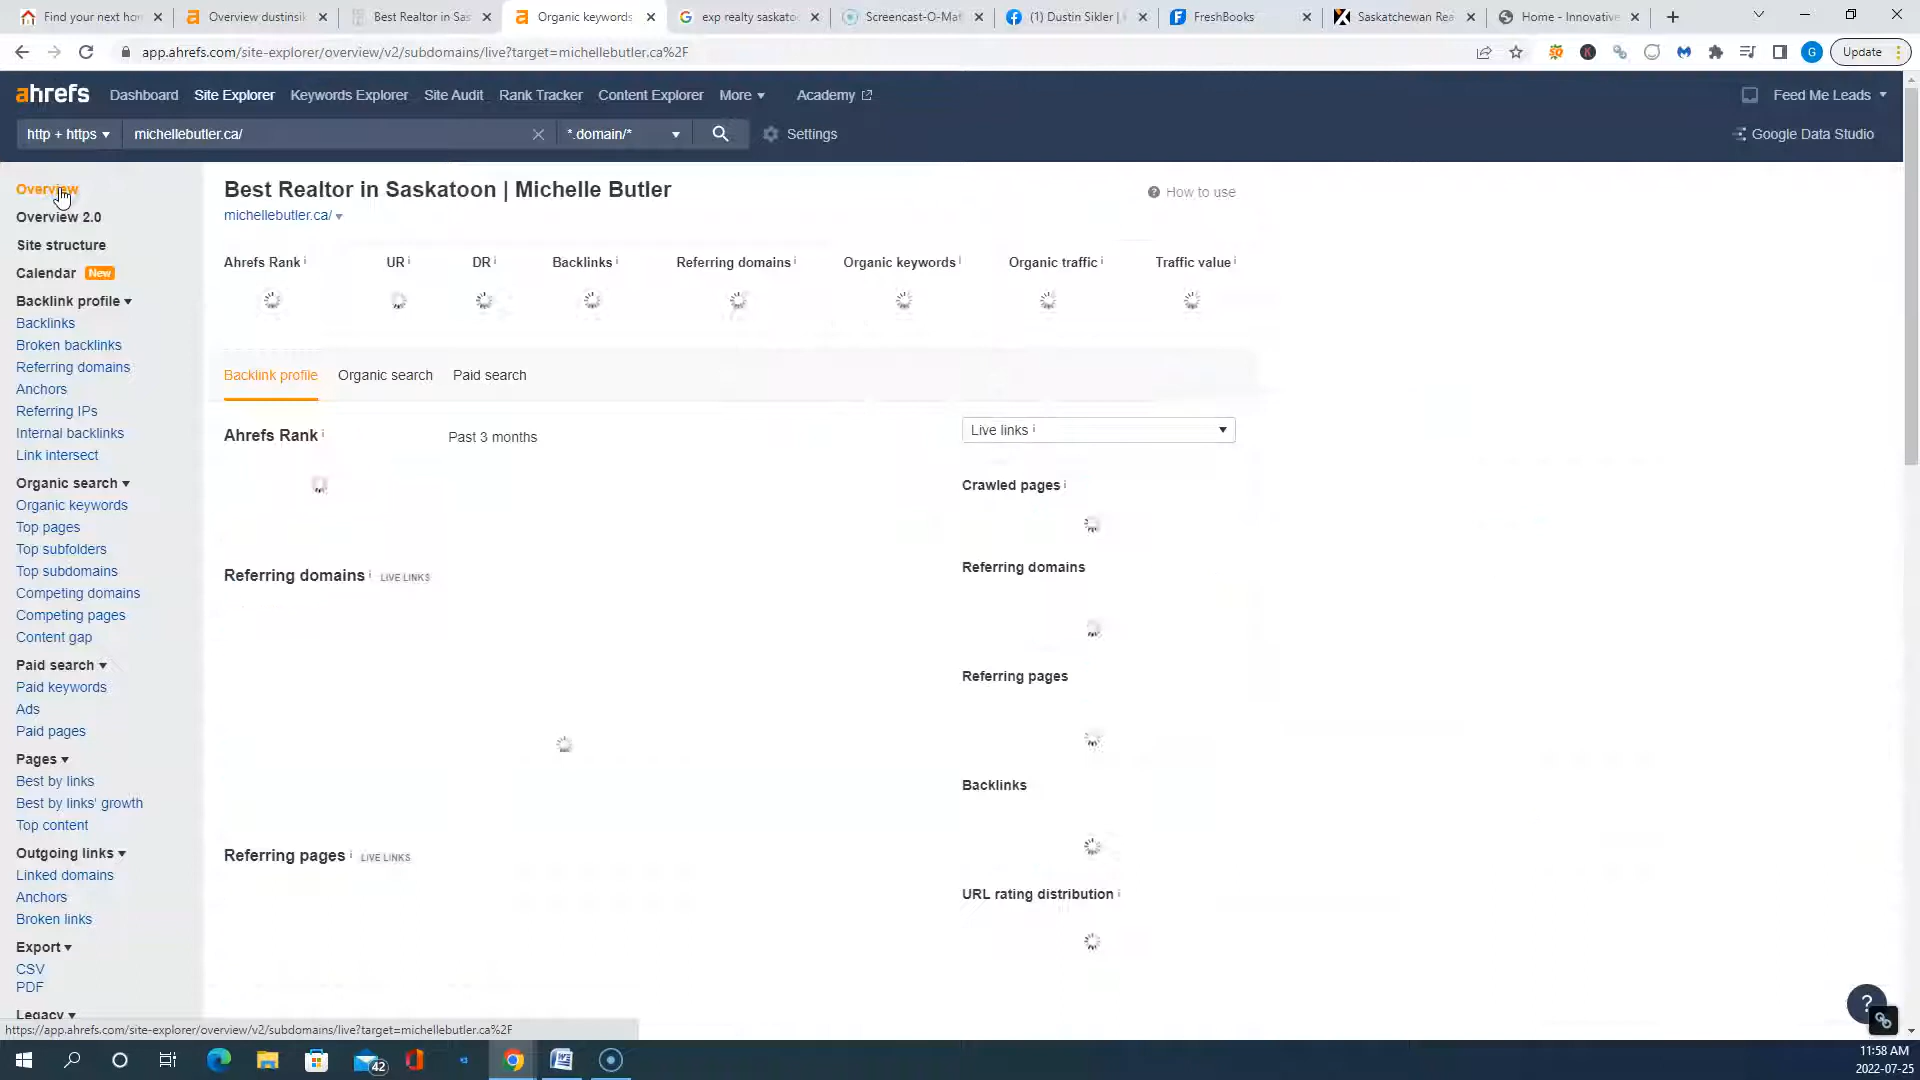 Find your next hom
Overview dustinsik
Best Realtor in Sas
Organic keywords
exp realty saskato
Screencast-O-Mat
(1) Dustin Sikler |
FreshBooks
Saskatchewan Rea
Home - Innovative
app.ahrefs.com/site-explorer/overview/v2/subdomains/live?target=michellebutler.ca%2F
G
Update
ahrefs
Dashboard
Site Explorer
Keywords Explorer
Site Audit
Rank Tracker
Content Explorer
More
Academy
Feed Me Leads
http + https
michellebutler.ca/
*.domain/*
Settings
Google Data Studio
Overview
Overview 2.0
Site structure
Calendar New
Backlink profile
Backlinks
Broken backlinks
Referring domains
Anchors
Referring IPs
Internal backlinks
Link intersect
Organic search
Organic keywords
Top pages
Top subfolders
Top subdomains
Competing domains
Competing pages
Content gap
Paid search
Paid keywords
Ads
Paid pages
Pages
Best by links
Best by links' growth
Top content
Outgoing links
Linked domains
Anchors
Broken links
Export
CSV
PDF
Legacy
Best Realtor in Saskatoon | Michelle Butler
How to use
michellebutler.ca/
Ahrefs Rank
UR
DR
Backlinks
Referring domains
Organic keywords
Organic traffic
Traffic value
Backlink profile
Organic search
Paid search
Ahrefs Rank
Past 3 months
Live links
Crawled pages
Referring domains LIVE LINKS
Referring domains
Referring pages
Backlinks
Referring pages LIVE LINKS
URL rating distribution
?
https://app.ahrefs.com/site-explorer/overview/v2/subdomains/live?target=michellebutler.ca%2F
42
11:58 AM
2022-07-25